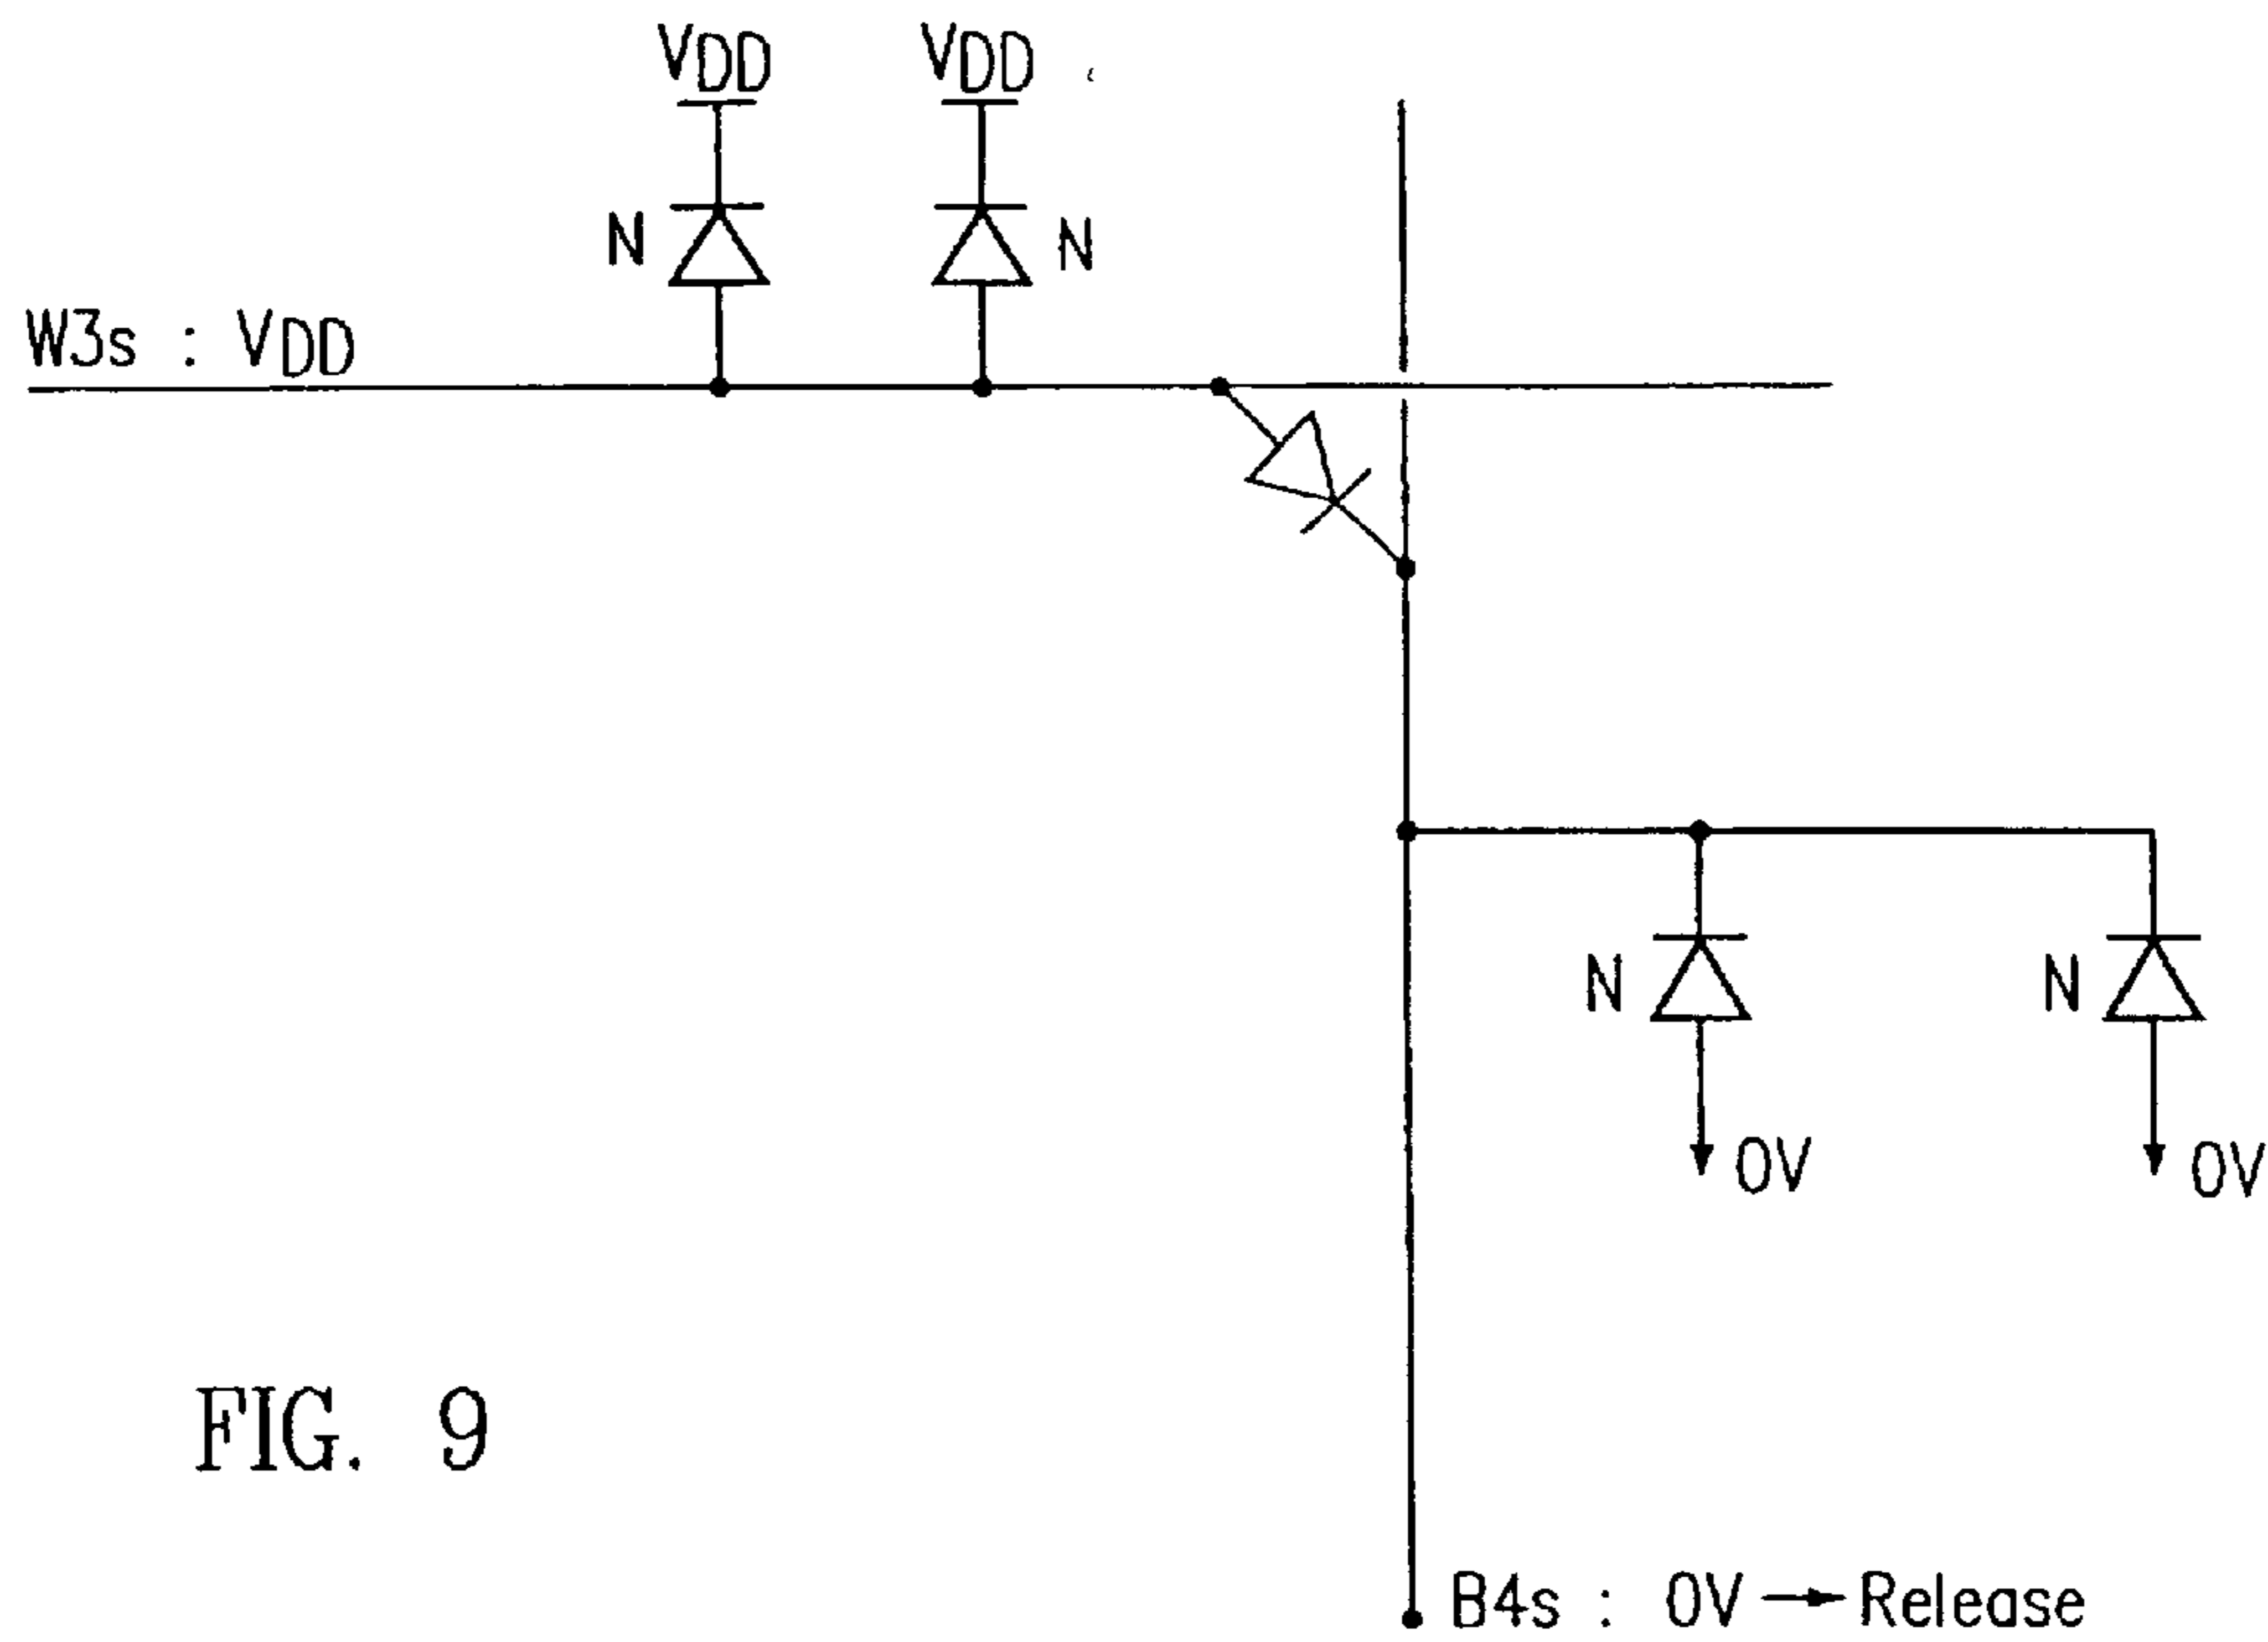 VDD VDD
N N
W3s : VDD
N N
0V 0V
FIG. 9
B4s : 0V → Release